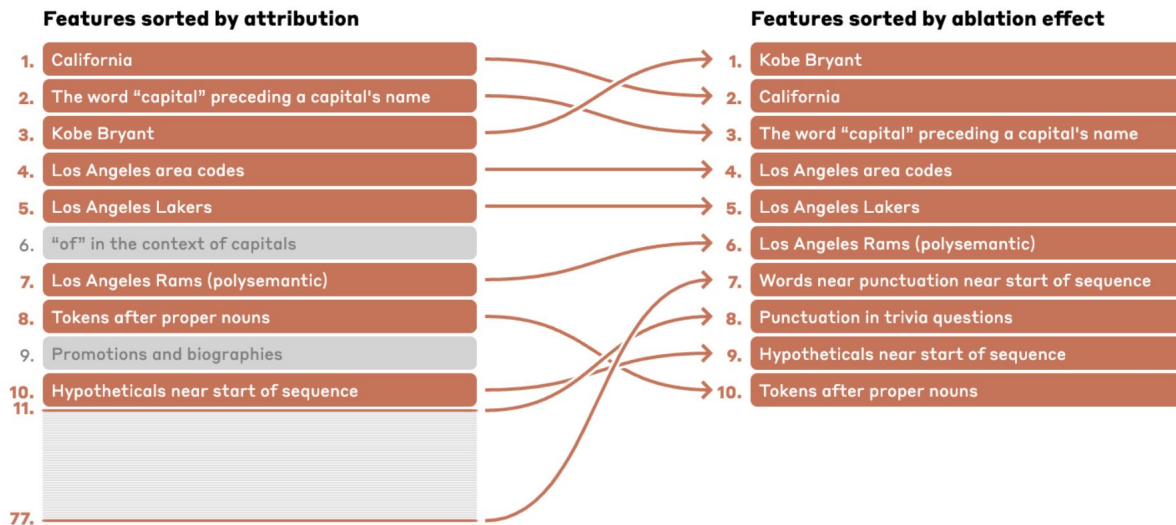 Features sorted by attribution
1. California
2. The word “capital” preceding a capital's name
3. Kobe Bryant
4. Los Angeles area codes
5. Los Angeles Lakers
6. “of” in the context of capitals
7. Los Angeles Rams (polysemantic)
8. Tokens after proper nouns
9. Promotions and biographies
10. Hypotheticals near start of sequence
11.
77.
Features sorted by ablation effect
1. Kobe Bryant
2. California
3. The word “capital” preceding a capital's name
4. Los Angeles area codes
5. Los Angeles Lakers
6. Los Angeles Rams (polysemantic)
7. Words near punctuation near start of sequence
8. Punctuation in trivia questions
9. Hypotheticals near start of sequence
10. Tokens after proper nouns